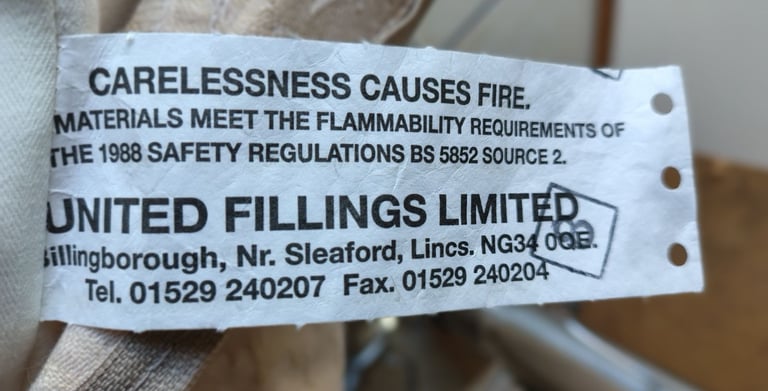 CARELESSNESS CAUSES FIRE.
MATERIALS MEET THE FLAMMABILITY REQUIREMENTS OF
THE 1988 SAFETY REGULATIONS BS 5852 SOURCE 2.
UNITED FILLINGS LIMITED
Billingborough, Nr. Sleaford, Lincs. NG34 0QE.
Tel. 01529 240207 Fax. 01529 240204